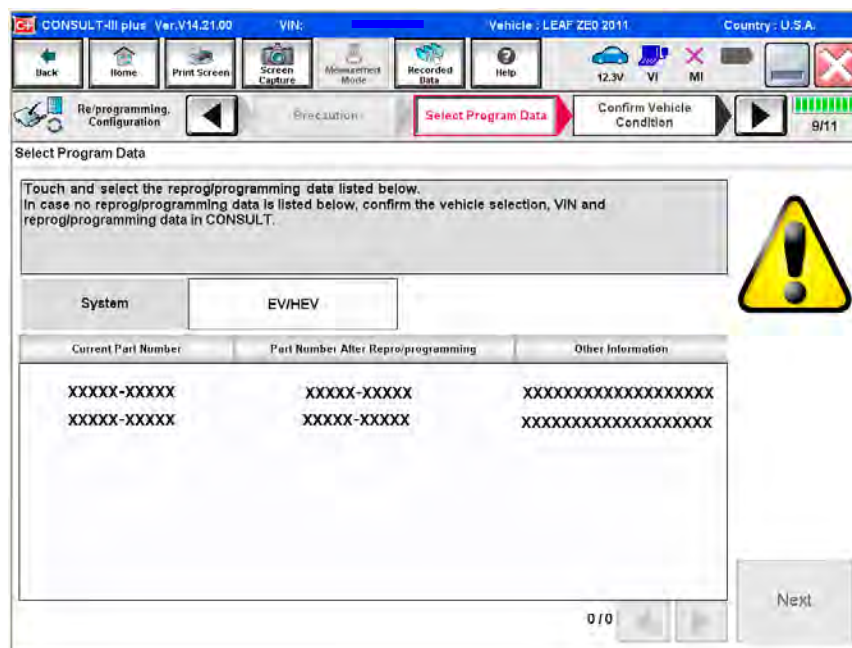 C+ CONSULT-III plus Ver.V14.21.00 VIN: Vehicle : LEAF ZE0 2011 Country : U.S.A.
Back Home Print Screen Screen Capture Measurement Mode Recorded Data Help 12.3V VI MI
Re/programming, Configuration Precaution Select Program Data Confirm Vehicle Condition 9/11
Select Program Data
Touch and select the reprog/programming data listed below.
In case no reprog/programming data is listed below, confirm the vehicle selection, VIN and
reprog/programming data in CONSULT.
System EV/HEV
Current Part Number Part Number After Repro/programming Other Information
XXXXX-XXXXX XXXXX-XXXXX XXXXXXXXXXXXXXXXXXX
XXXXX-XXXXX XXXXX-XXXXX XXXXXXXXXXXXXXXXXXX
0/0
Next